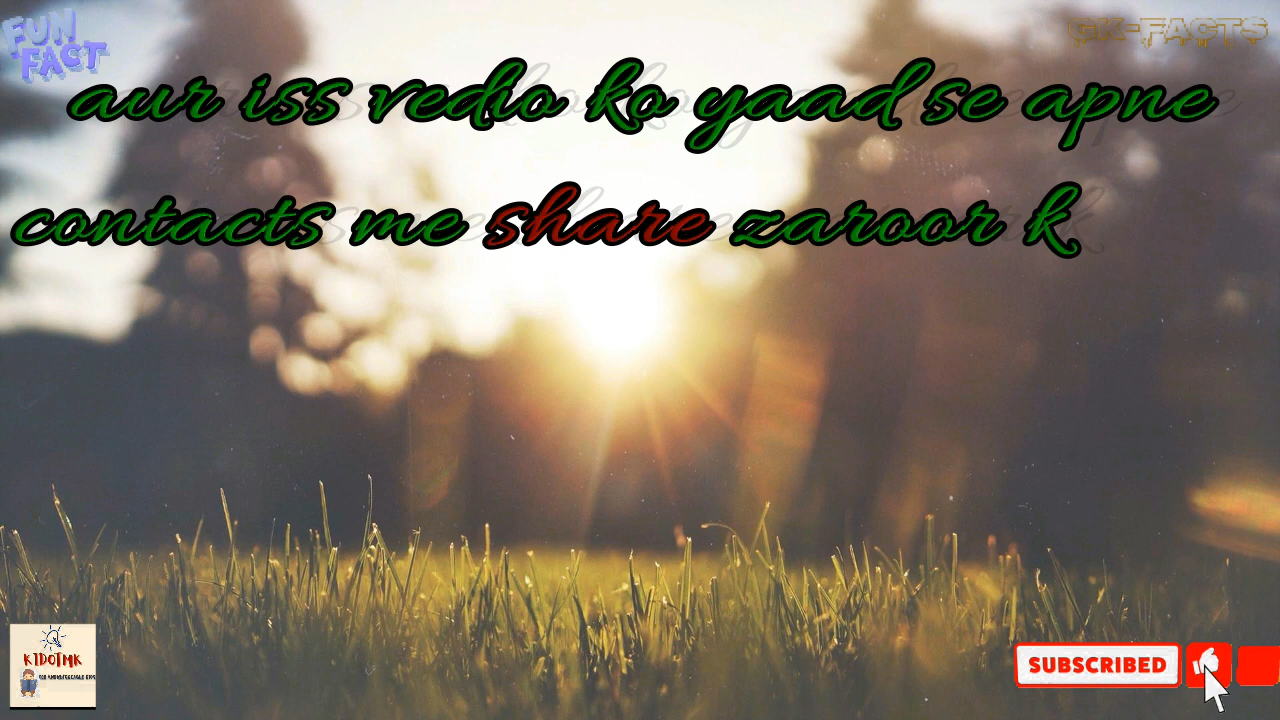 FUN
FACT
GK-FACTS
aur iss vedio ko yaad se apne
contacts me share zaroor k
KIDOTMK
SUBSCRIBED